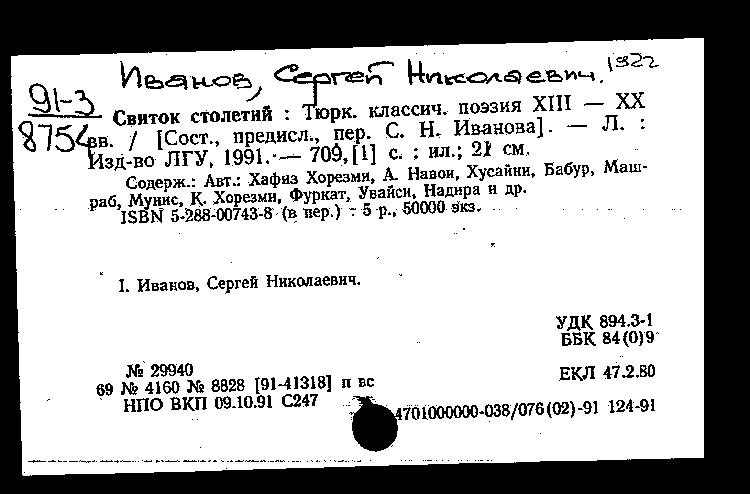 Иванов, Сергей Николаевич. 1922
91-3
8754
Свиток столетий : Тюрк. классич. поэзия XIII — XX
вв. / [Сост., предисл., пер. С. Н. Иванова]. — Л. :
Изд-во ЛГУ, 1991. — 709,[1] с. : ил.; 21 см.
Содерж.: Авт.: Хафиз Хорезми, А. Навои, Хусайни, Бабур, Маш-
раб, Мунис, К. Хорезми, Фуркат, Увайси, Надира и др.
ISBN 5-288-00743-8 (в пер.) : 5 р., 50000 экз.
I. Иванов, Сергей Николаевич.
УДК 894.3-1
ББК 84(0)9
№ 29940
69 № 4160 № 8828 [91-41318] п вс
ЕКЛ 47.2.80
НПО ВКП 09.10.91 С247
4701000000-038/076(02)-91 124-91